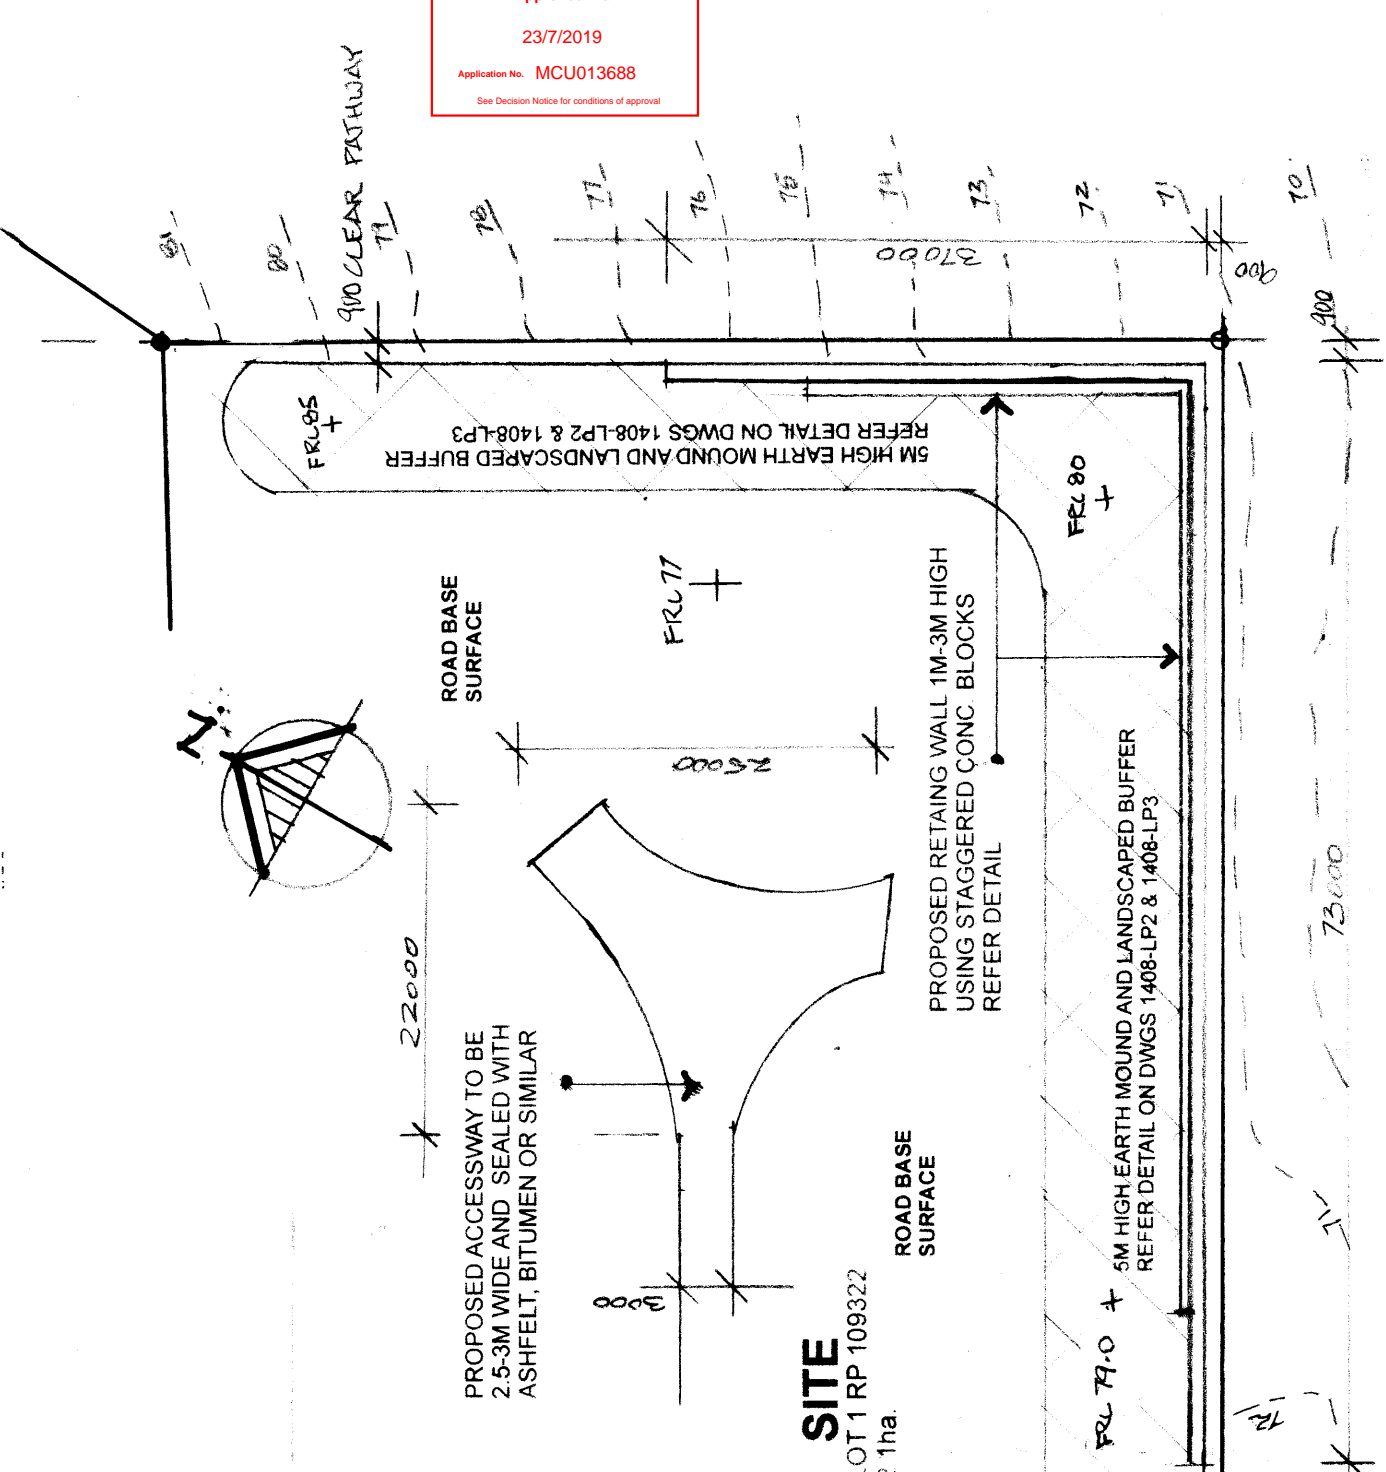 23/7/2019
Application No. MCU013688
See Decision Notice for conditions of approval
900 CLEAR PATHWAY
81
80
79
78
77
76
75
74
73
72
71
70
37000
900
900
FRL 85
5M HIGH EARTH MOUND AND LANDSCAPED BUFFER
REFER DETAIL ON DWGS 1408-LP2 & 1408-LP3
FRL 80
FRL 77
ROAD BASE
SURFACE
25000
22000
PROPOSED RETAING WALL 1M-3M HIGH
USING STAGGERED CONC. BLOCKS
REFER DETAIL
PROPOSED ACCESSWAY TO BE
2.5-3M WIDE AND SEALED WITH
ASHFELT, BITUMEN OR SIMILAR
3000
ROAD BASE
SURFACE
5M HIGH EARTH MOUND AND LANDSCAPED BUFFER
REFER DETAIL ON DWGS 1408-LP2 & 1408-LP3
73000
71
72
FRL 79.0
SITE
OT 1 RP 109322
1ha.